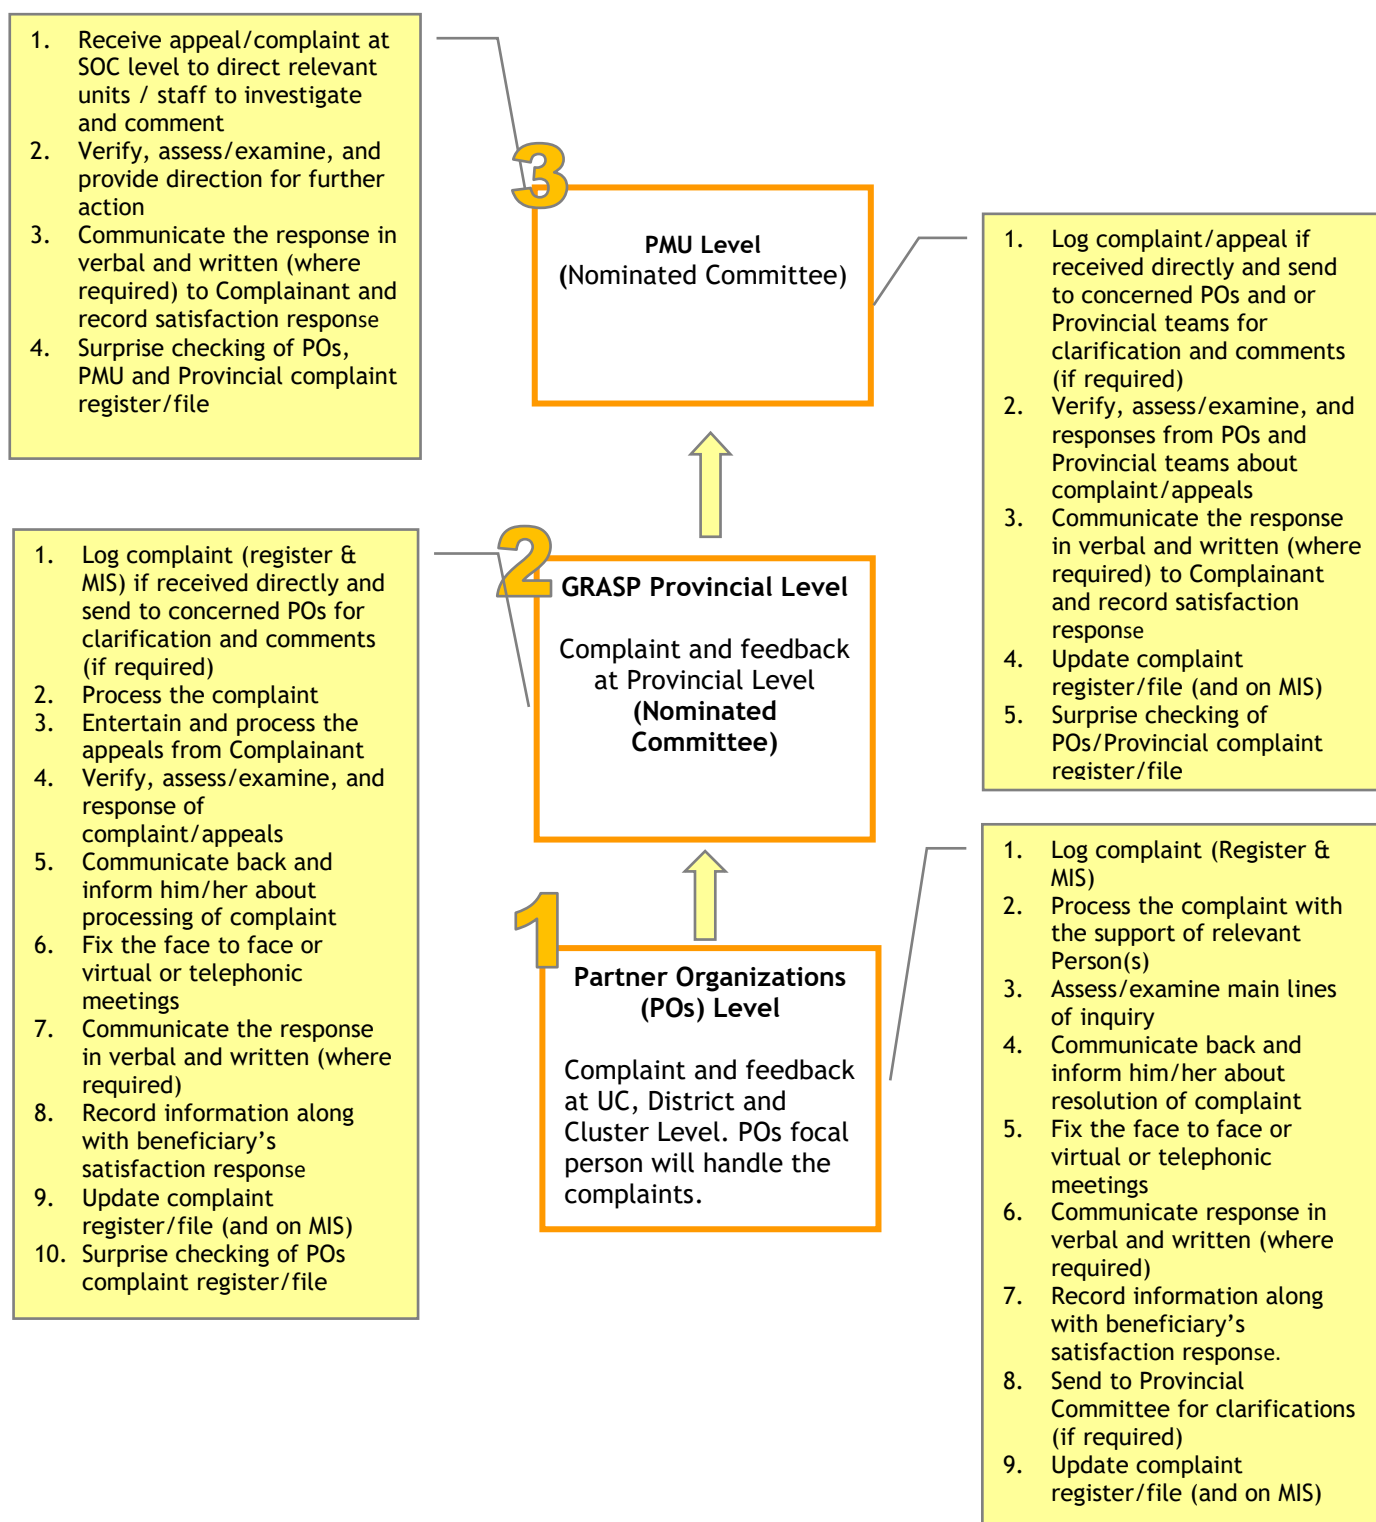 1. Receive appeal/complaint at
SOC level to direct relevant
units / staff to investigate
and comment
2. Verify, assess/examine, and
provide direction for further
action
3. Communicate the response in
verbal and written (where
required) to Complainant and
record satisfaction response
4. Surprise checking of POs,
PMU and Provincial complaint
register/file
3
PMU Level
(Nominated Committee)
1. Log complaint/appeal if
received directly and send
to concerned POs and or
Provincial teams for
clarification and comments
(if required)
2. Verify, assess/examine, and
responses from POs and
Provincial teams about
complaint/appeals
3. Communicate the response
in verbal and written (where
required) to Complainant
and record satisfaction
response
4. Update complaint
register/file (and on MIS)
5. Surprise checking of
POs/Provincial complaint
register/file
1. Log complaint (register &
MIS) if received directly and
send to concerned POs for
clarification and comments
(if required)
2. Process the complaint
3. Entertain and process the
appeals from Complainant
4. Verify, assess/examine, and
response of
complaint/appeals
5. Communicate back and
inform him/her about
processing of complaint
6. Fix the face to face or
virtual or telephonic
meetings
7. Communicate the response
in verbal and written (where
required)
8. Record information along
with beneficiary’s
satisfaction response
9. Update complaint
register/file (and on MIS)
10. Surprise checking of POs
complaint register/file
2
GRASP Provincial Level
Complaint and feedback
at Provincial Level
(Nominated
Committee)
1
Partner Organizations
(POs) Level
Complaint and feedback
at UC, District and
Cluster Level. POs focal
person will handle the
complaints.
1. Log complaint (Register &
MIS)
2. Process the complaint with
the support of relevant
Person(s)
3. Assess/examine main lines
of inquiry
4. Communicate back and
inform him/her about
resolution of complaint
5. Fix the face to face or
virtual or telephonic
meetings
6. Communicate response in
verbal and written (where
required)
7. Record information along
with beneficiary’s
satisfaction response.
8. Send to Provincial
Committee for clarifications
(if required)
9. Update complaint
register/file (and on MIS)